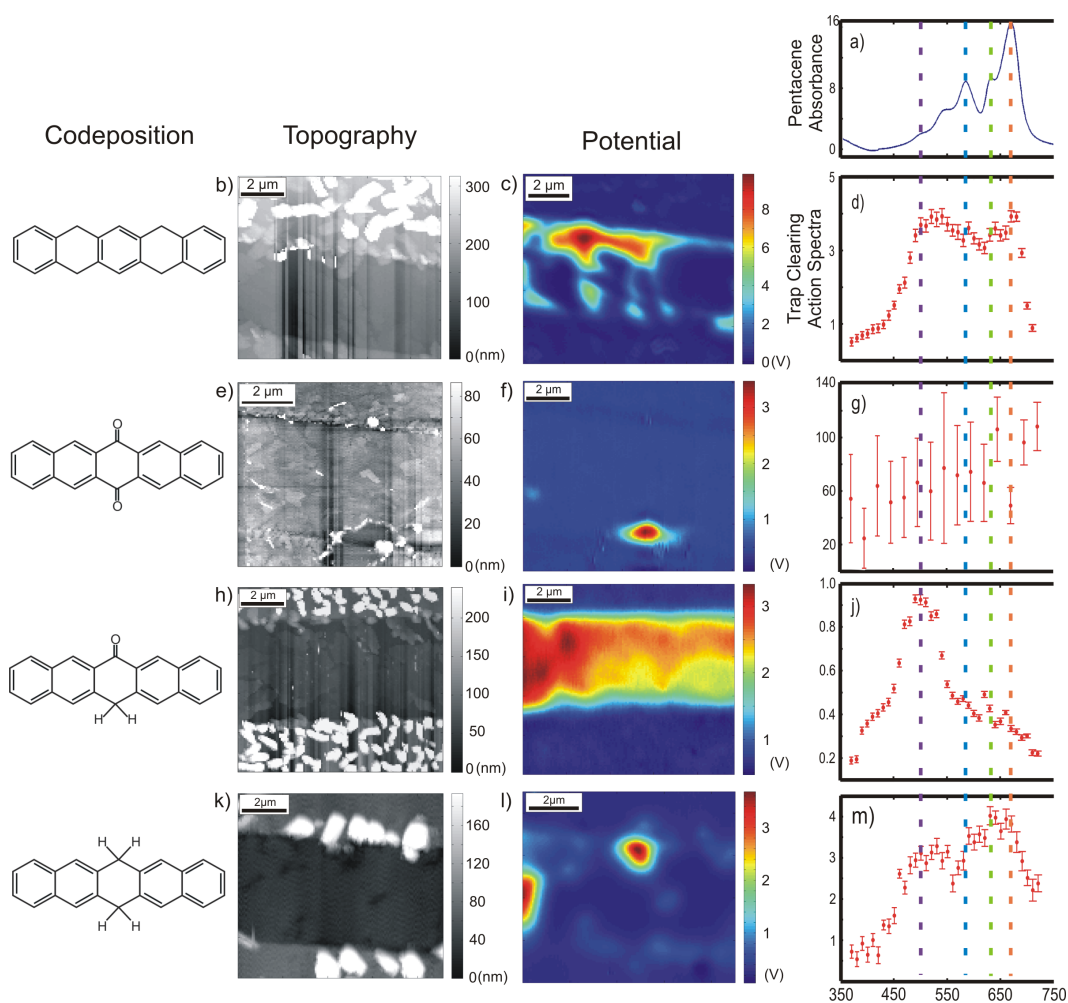 Codeposition
Topography
Potential
Pentacene
Absorbance
a)
16
8
0
b)
2 µm
300
200
100
0(nm)
c)
2 µm
8
6
4
2
0(V)
Trap Clearing
Action Spectra
d)
5
3
1
O
O
e)
2 µm
80
60
40
20
0(nm)
f)
2 µm
3
2
1
(V)
g)
140
100
60
20
O
H H
h)
2 µm
200
150
100
50
0(nm)
i)
2 µm
3
2
1
(V)
j)
1.0
0.8
0.6
0.4
0.2
H H
H H
k)
2µm
160
120
80
40
0(nm)
l)
2µm
3
2
1
(V)
m)
4
3
2
1
0
350 450 550 650 750